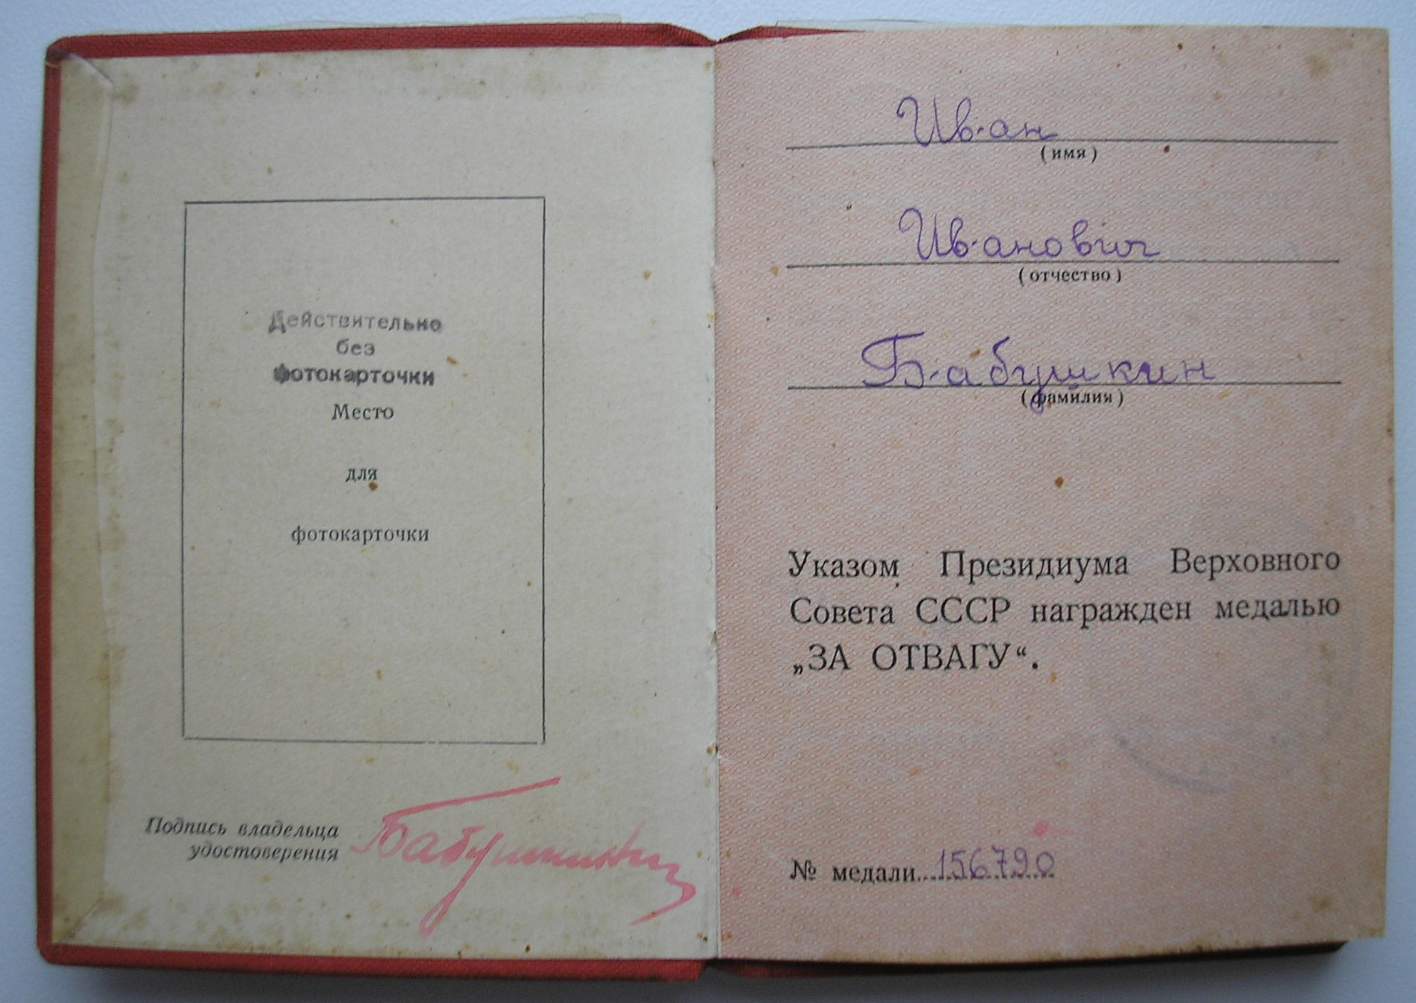 Действительно
без
фотокарточки
Место
для
фотокарточки
Подпись владельца
удостоверения
Бабушкин
Иван
(имя)
Иванович
(отчество)
Бабушкин
(фамилия)
Указом Президиума Верховного
Совета СССР награжден медалью
„ЗА ОТВАГУ“.
№ медали 156790